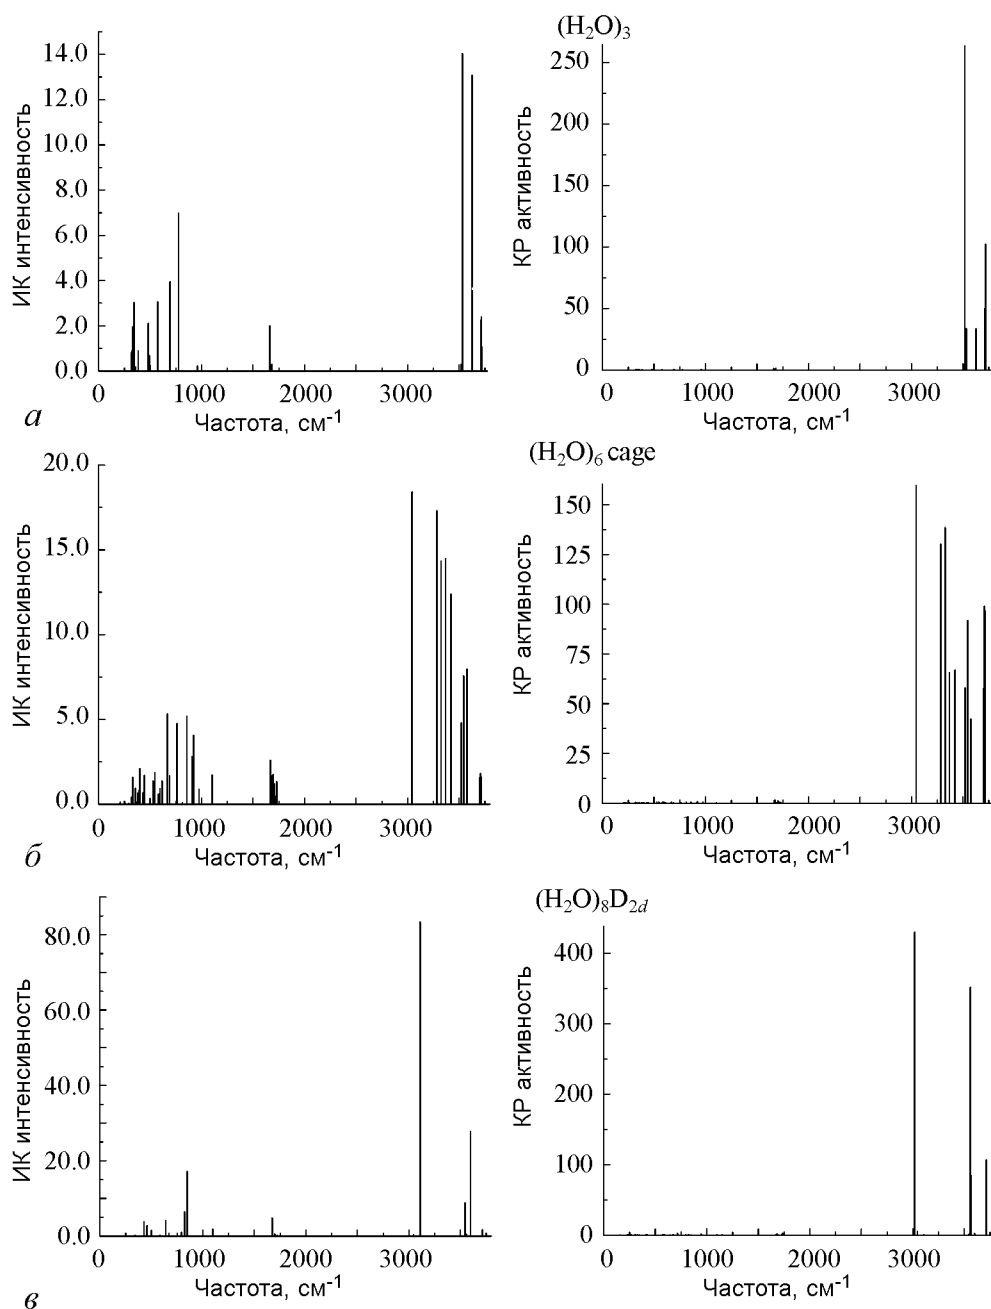 (H₂O)₃
ИК интенсивность
14.0
12.0
10.0
8.0
6.0
4.0
2.0
0.0
0 1000 2000 3000
Частота, см⁻¹
КР активность
250
200
150
100
50
0
0 1000 2000 3000
Частота, см⁻¹
а
(H₂O)₆ cage
ИК интенсивность
20.0
15.0
10.0
5.0
0.0
0 1000 2000 3000
Частота, см⁻¹
КР активность
150
125
100
75
50
25
0
0 1000 2000 3000
Частота, см⁻¹
б
(H₂O)₈D₂d
ИК интенсивность
80.0
60.0
40.0
20.0
0.0
0 1000 2000 3000
Частота, см⁻¹
КР активность
400
300
200
100
0
0 1000 2000 3000
Частота, см⁻¹
в